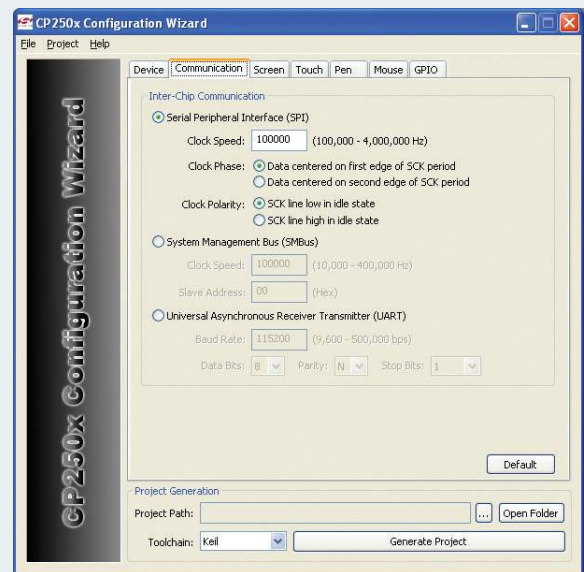 CP250x Configuration Wizard
File Project Help
CP250x Configuration Wizard
Device Communication Screen Touch Pen Mouse GPIO
Inter-Chip Communication
Serial Peripheral Interface (SPI)
Clock Speed: 100000 (100,000 - 4,000,000 Hz)
Clock Phase: Data centered on first edge of SCK period
Data centered on second edge of SCK period
Clock Polarity: SCK line low in idle state
SCK line high in idle state
System Management Bus (SMBus)
Clock Speed: 100000 (10,000 - 400,000 Hz)
Slave Address: 00 (Hex)
Universal Asynchronous Receiver Transmitter (UART)
Baud Rate: 115200 (9,600 - 500,000 bps)
Data Bits: 8 Parity: N Stop Bits: 1
Default
Project Generation
Project Path: ... Open Folder
Toolchain: Keil Generate Project